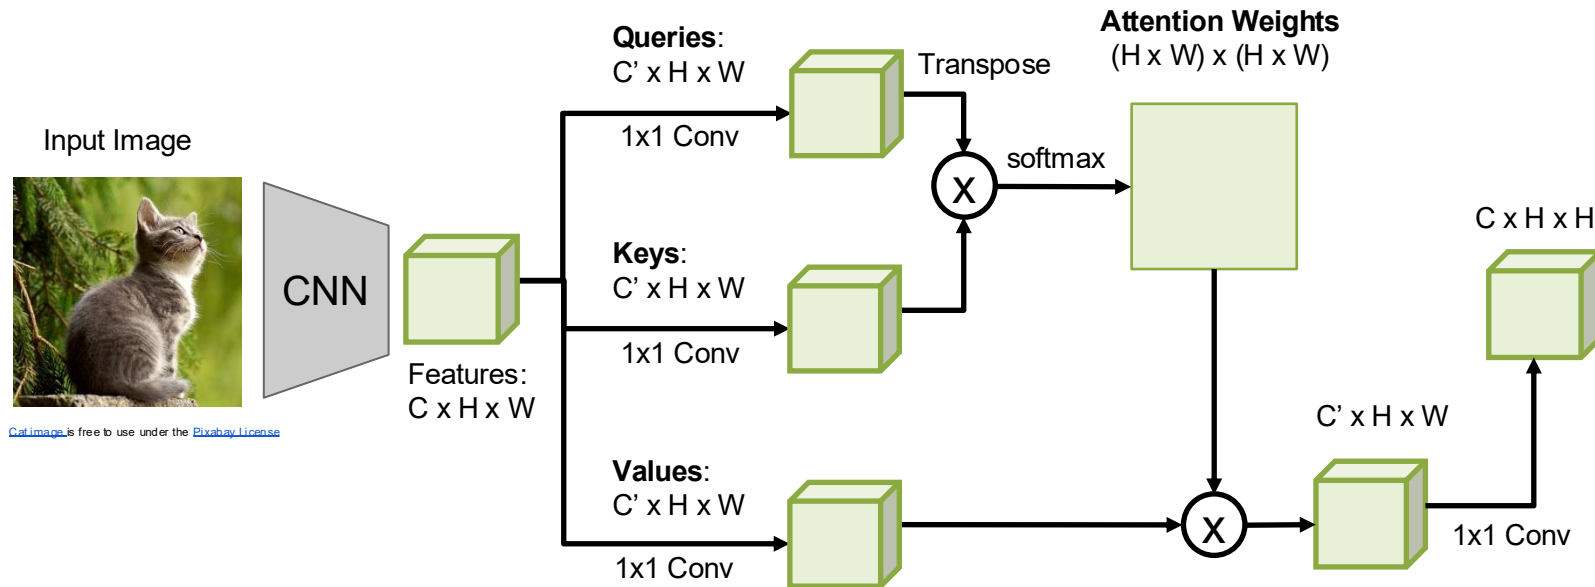 Input Image
Cat image is free to use under the Pixabay License
CNN
Features:
C x H x W
Queries:
C’ x H x W
1x1 Conv
Keys:
C’ x H x W
1x1 Conv
Values:
C’ x H x W
1x1 Conv
Transpose
X
softmax
Attention Weights
(H x W) x (H x W)
X
C’ x H x W
1x1 Conv
C x H x H